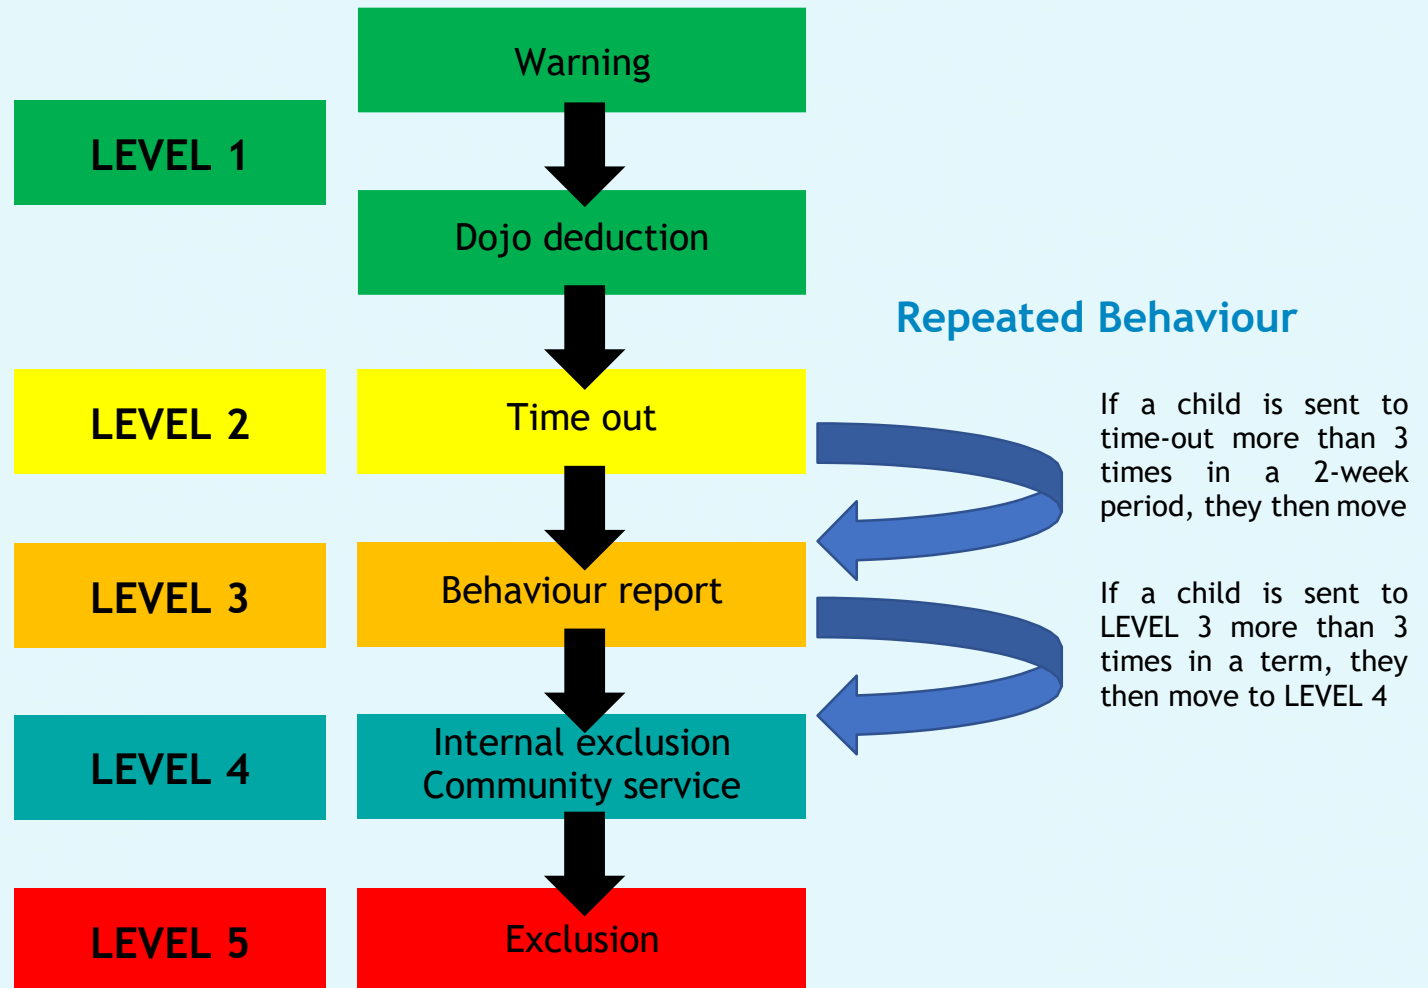 Warning
LEVEL 1
Dojo deduction
Repeated Behaviour
LEVEL 2
Time out
If a child is sent to
time-out more than 3
times in a 2-week
period, they then move
LEVEL 3
Behaviour report
If a child is sent to
LEVEL 3 more than 3
times in a term, they
then move to LEVEL 4
LEVEL 4
Internal exclusion
Community service
LEVEL 5
Exclusion